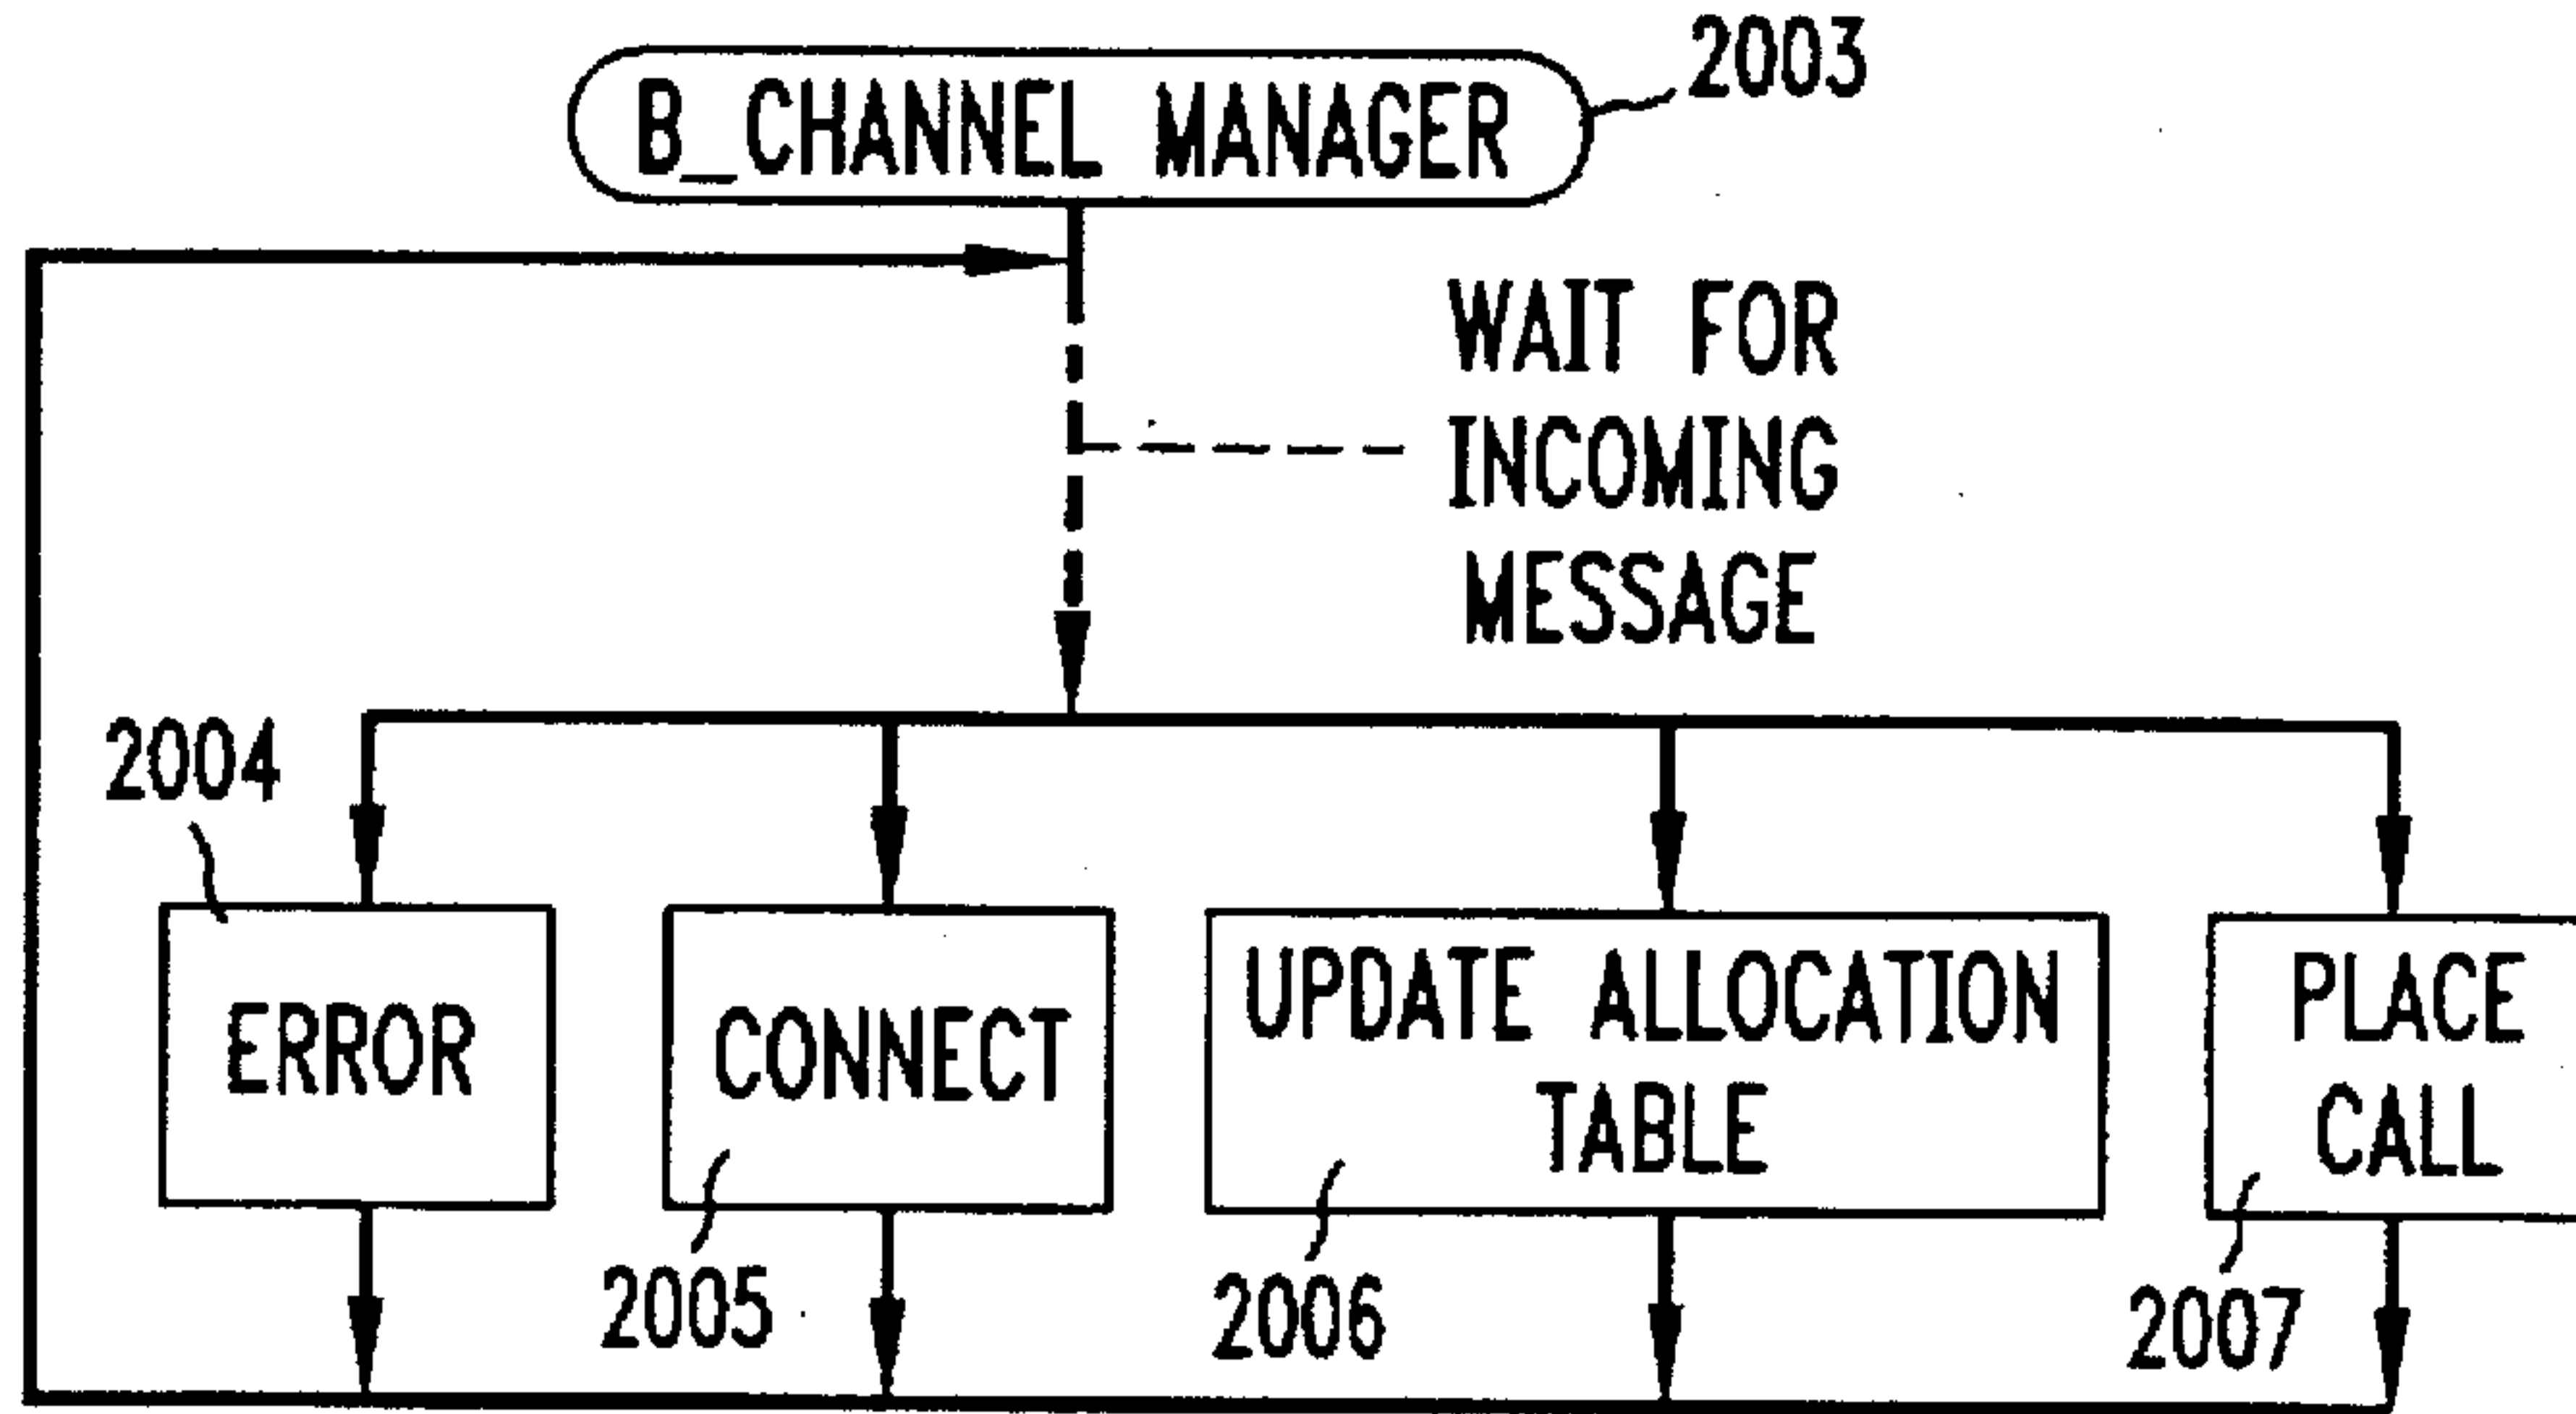 B_CHANNEL MANAGER
2003
WAIT FOR
INCOMING
MESSAGE
2004
ERROR
CONNECT
UPDATE ALLOCATION
TABLE
PLACE
CALL
2005
2006
2007